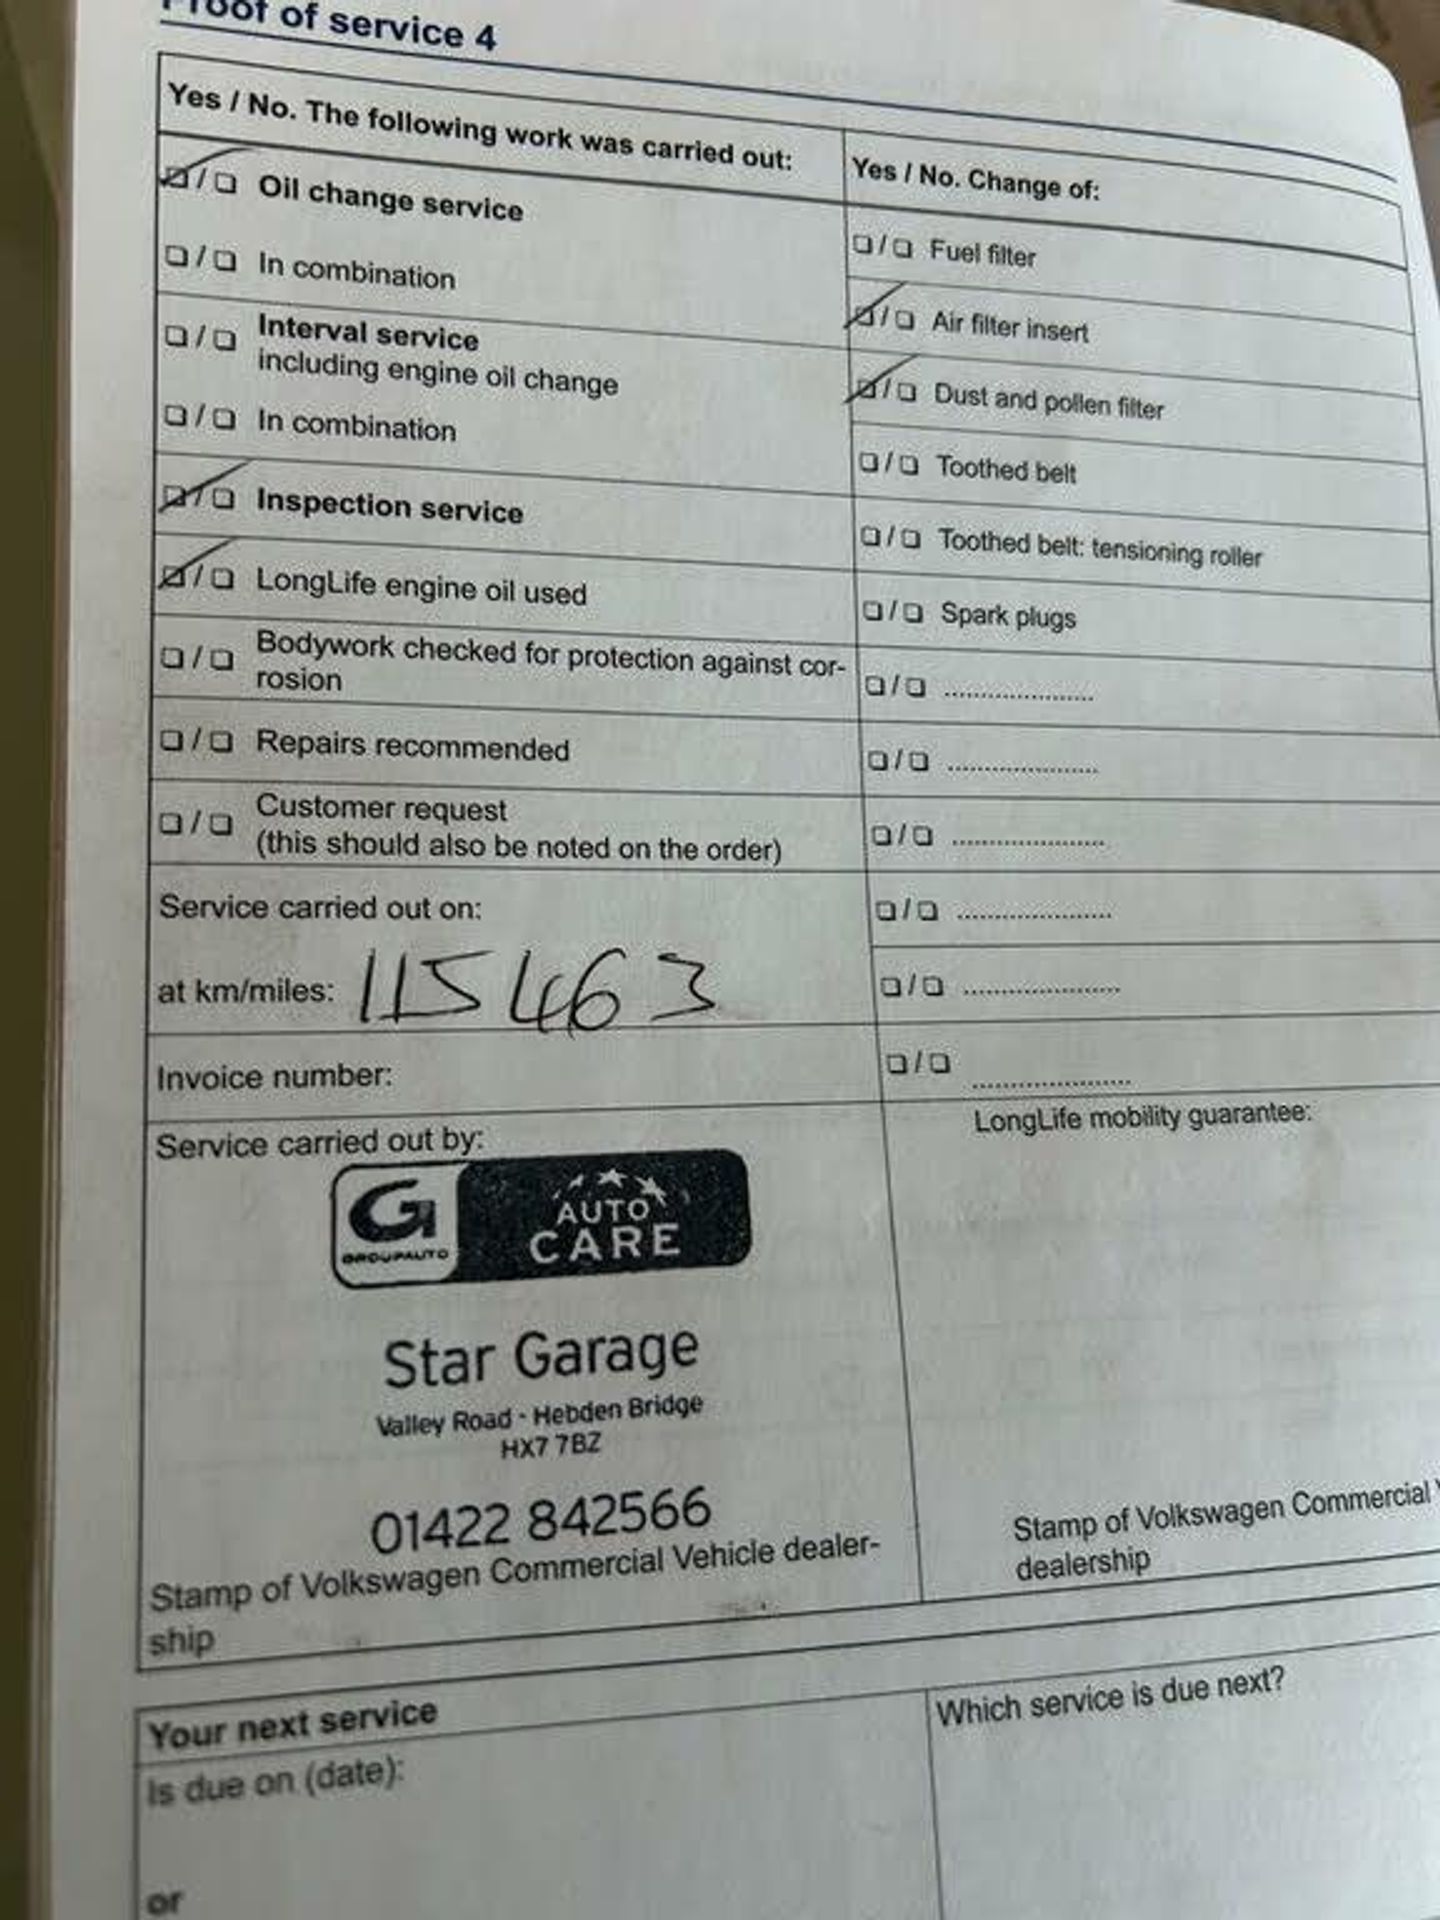 Proof of service 4
Yes / No. The following work was carried out:
❏ / ❏ Oil change service
❏ / ❏ In combination
❏ / ❏ Interval service
including engine oil change
❏ / ❏ In combination
❏ / ❏ Inspection service
❏ / ❏ LongLife engine oil used
❏ / ❏ Bodywork checked for protection against cor-
rosion
❏ / ❏ Repairs recommended
❏ / ❏ Customer request
(this should also be noted on the order)
Service carried out on:
at km/miles: 115463
Invoice number:
Service carried out by:
G
GROUPAUTO
AUTO
CARE
Star Garage
Valley Road - Hebden Bridge
HX7 7BZ
01422 842566
Stamp of Volkswagen Commercial Vehicle dealer-
ship
Yes / No. Change of:
❏ / ❏ Fuel filter
❏ / ❏ Air filter insert
❏ / ❏ Dust and pollen filter
❏ / ❏ Toothed belt
❏ / ❏ Toothed belt: tensioning roller
❏ / ❏ Spark plugs
❏ / ❏ ......................
❏ / ❏ ......................
❏ / ❏ ......................
❏ / ❏ ......................
❏ / ❏ ......................
❏ / ❏ ......................
LongLife mobility guarantee:
Stamp of Volkswagen Commercial
dealership
Your next service
Is due on (date):
or
Which service is due next?